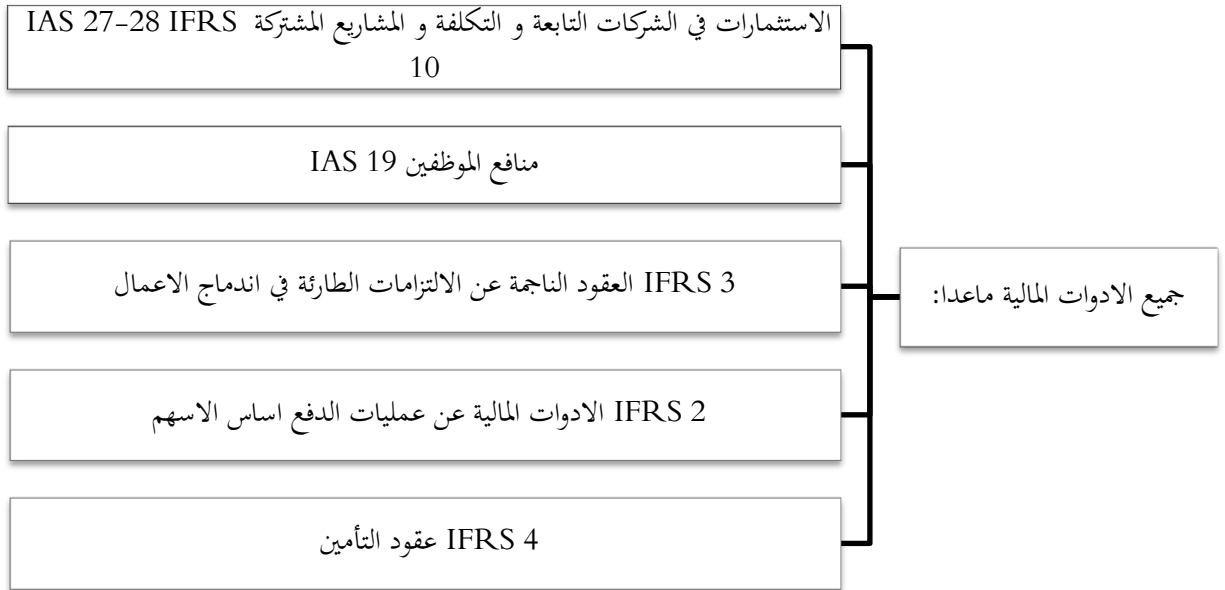 جميع الادوات المالية ماعدا:
الاستثمارات في الشركات التابعة و التكلفة و المشاريع المشتركة IAS 27-28 IFRS
10
منافع الموظفين IAS 19
IFRS 3 العقود الناجمة عن الالتزامات الطارئة في اندماج الاعمال
IFRS 2 الادوات المالية عن عمليات الدفع اساس الاسهم
IFRS 4 عقود التأمين